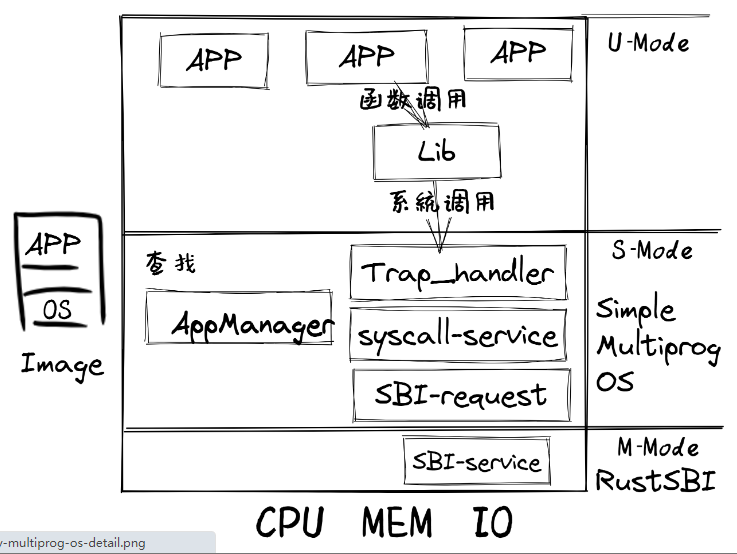 APP
APP
APP
U-Mode
函数调用
Lib
系統调用
S-Mode
查找
Trap_handler
APP
OS
Image
AppManager
syscall-service
SBI-request
Simple
Multiprog
OS
SBI-service
M-Mode
RustSBI
CPU MEM IO
v-multiprog-os-detail.png